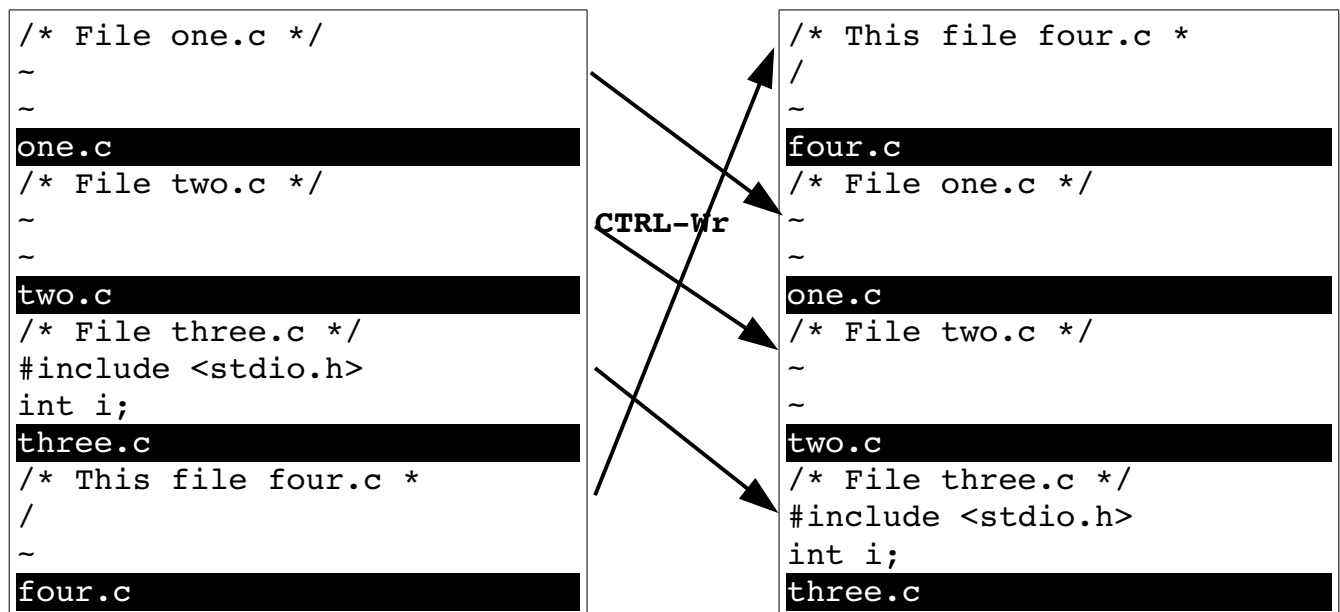 /* File one.c */
~
~
one.c
/* File two.c */
~
~
two.c
/* File three.c */
#include <stdio.h>
int i;
three.c
/* This file four.c *
/
~
four.c
CTRL-Wr
/* This file four.c *
/
~
four.c
/* File one.c */
~
~
one.c
/* File two.c */
~
~
two.c
/* File three.c */
#include <stdio.h>
int i;
three.c